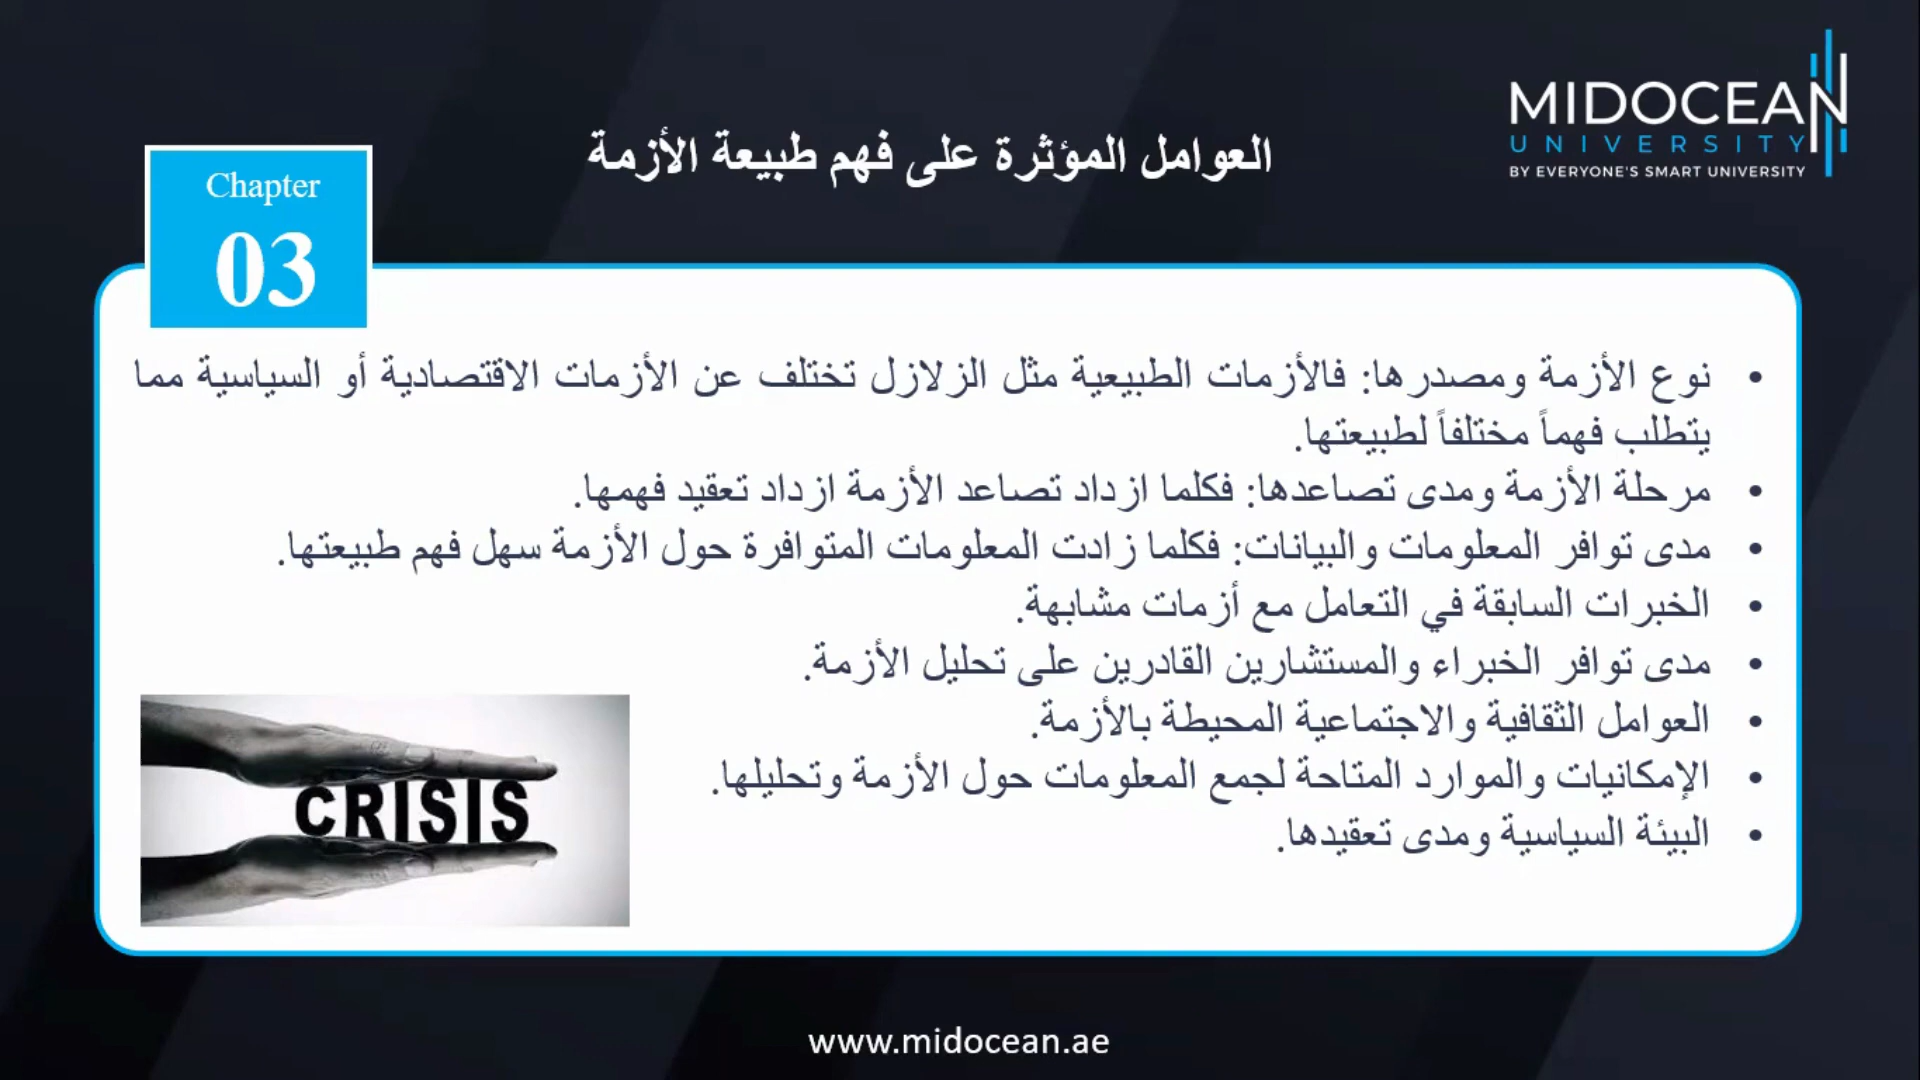 MIDOCEAN
UNIVERSITY
BY EVERYONE'S SMART UNIVERSITY
العوامل المؤثرة على فهم طبيعة الأزمة
Chapter
03
• نوع الأزمة ومصدرها: فالأزمات الطبيعية مثل الزلازل تختلف عن الأزمات الاقتصادية أو السياسية مما
يتطلب فهماً مختلفاً لطبيعتها.
• مرحلة الأزمة ومدى تصاعدها: فكلما ازداد تصاعد الأزمة ازداد تعقيد فهمها.
• مدى توافر المعلومات والبيانات: فكلما زادت المعلومات المتوافرة حول الأزمة سهل فهم طبيعتها.
• الخبرات السابقة في التعامل مع أزمات مشابهة.
• مدى توافر الخبراء والمستشارين القادرين على تحليل الأزمة.
• العوامل الثقافية والاجتماعية المحيطة بالأزمة.
• الإمكانيات والموارد المتاحة لجمع المعلومات حول الأزمة وتحليلها.
• البيئة السياسية ومدى تعقيدها.
CRISIS
www.midocean.ae